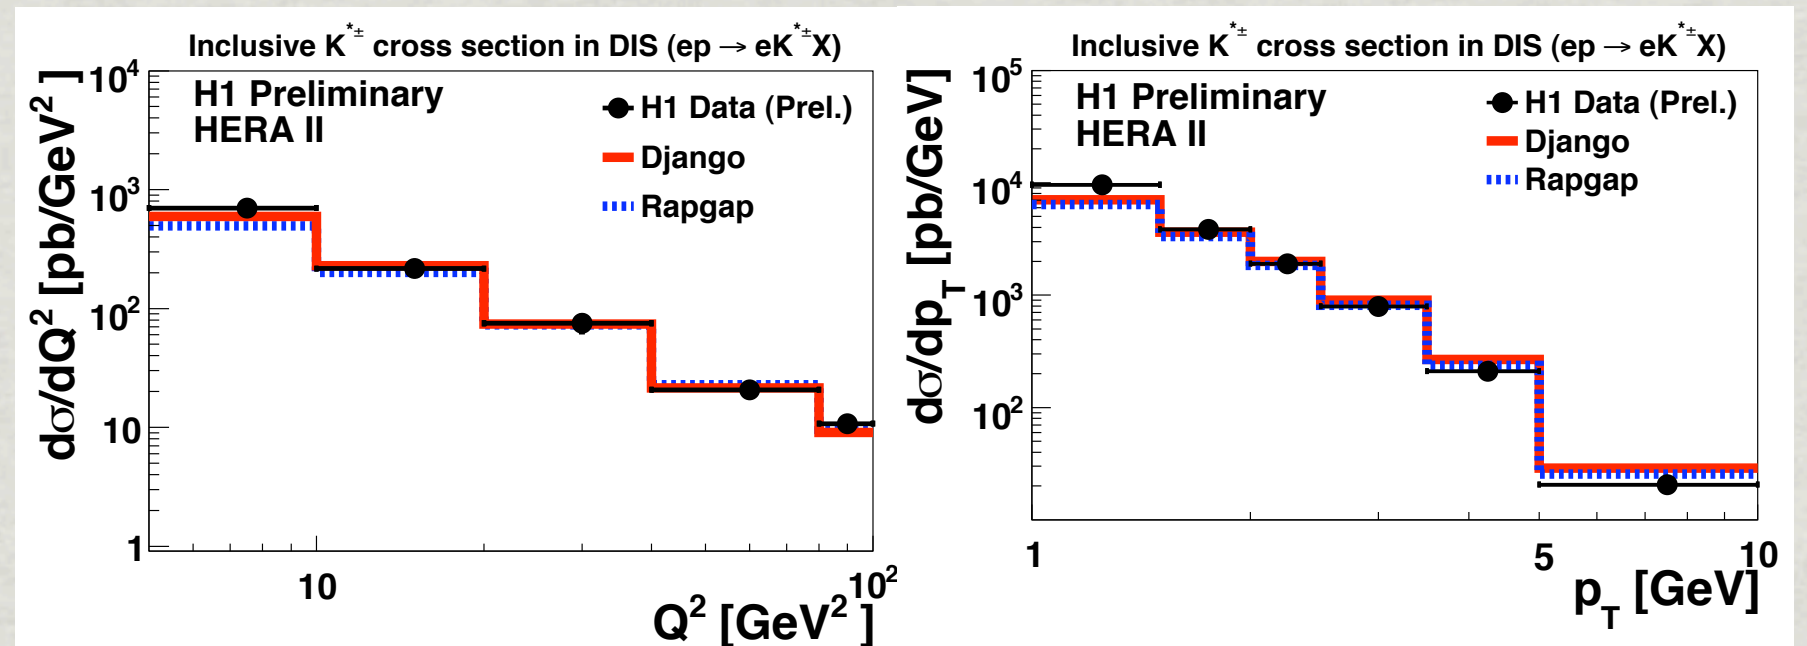 Inclusive K*± cross section in DIS (ep → eK*±X)
H1 Preliminary
HERA II
H1 Data (Prel.)
Django
Rapgap
dσ/dQ² [pb/GeV²]
10⁴
10³
10²
10
1
10
10²
Q² [GeV²]
Inclusive K*± cross section in DIS (ep → eK*±X)
H1 Preliminary
HERA II
H1 Data (Prel.)
Django
Rapgap
dσ/dp_T [pb/GeV]
10⁵
10⁴
10³
10²
1
5
10
p_T [GeV]